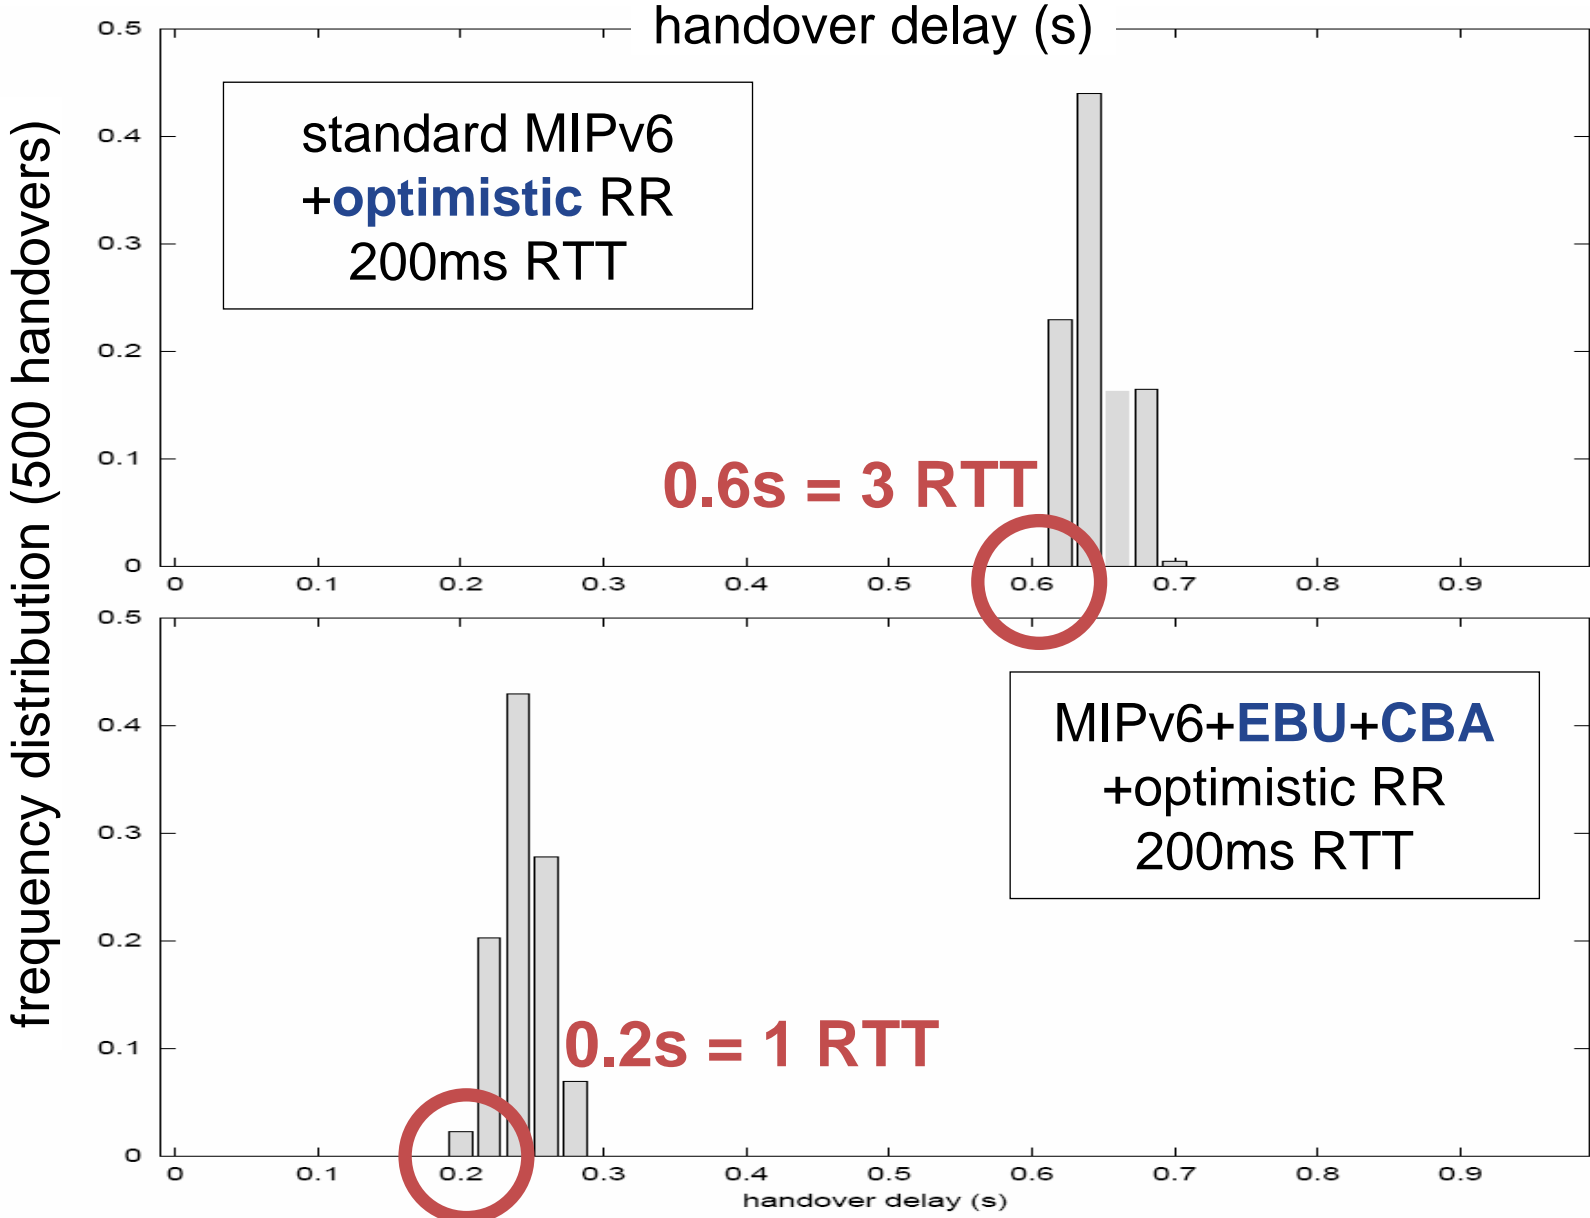 handover delay (s)
frequency distribution (500 handovers)
0.5
0.4
0.3
0.2
0.1
0
standard MIPv6
+optimistic RR
200ms RTT
0.6s = 3 RTT
0 0.1 0.2 0.3 0.4 0.5 0.6 0.7 0.8 0.9
0.5
0.4
0.3
0.2
0.1
0
MIPv6+EBU+CBA
+optimistic RR
200ms RTT
0.2s = 1 RTT
0 0.1 0.2 0.3 0.4 0.5 0.6 0.7 0.8 0.9
handover delay (s)